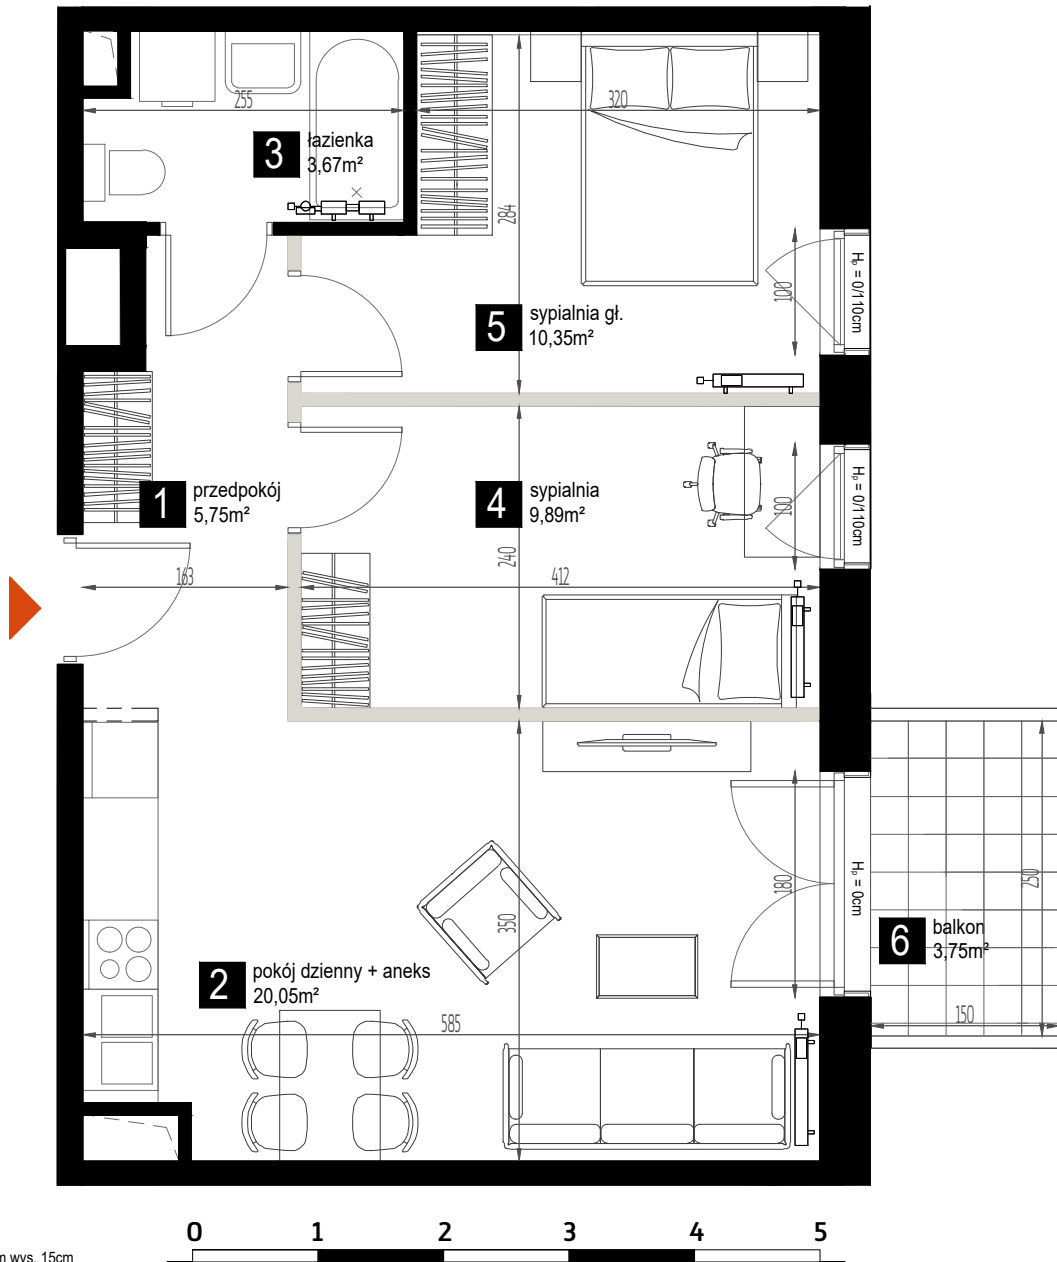 255
320
3
łazienka
3,67m²
284
100
Hp = 0/110cm
5
sypialnia gł.
10,35m²
1
przedpokój
5,75m²
4
sypialnia
9,89m²
100
Hp = 0/110cm
163
240
412
180
Hp = 0cm
250
350
6
balkon
3,75m²
2
pokój dzienny + aneks
20,05m²
585
150
0 1 2 3 4 5
wys. 15cm